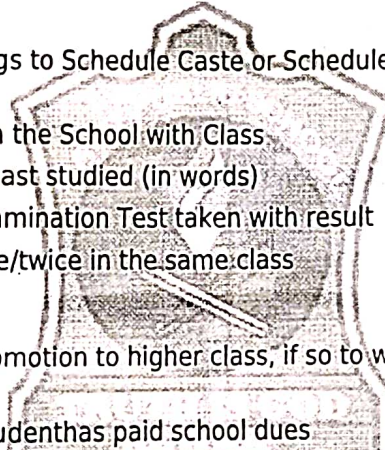 gs to Schedule Caste or Schedule
the School with Class
ast studied (in words)
amination Test taken with result
e/twice in the same class
omotion to higher class, if so to w
udenthas paid school dues